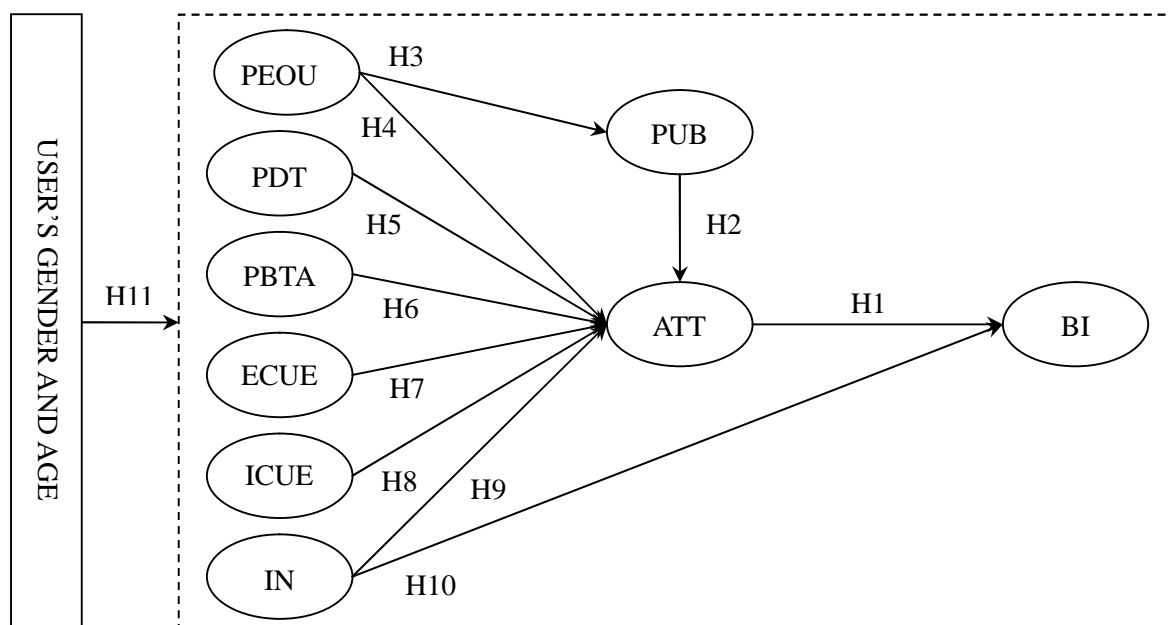 USER'S GENDER AND AGE
H11
PEOU
PDT
PBTA
ECUE
ICUE
IN
H3
H4
H5
H6
H7
H8
H9
H10
PUB
H2
ATT
H1
BI